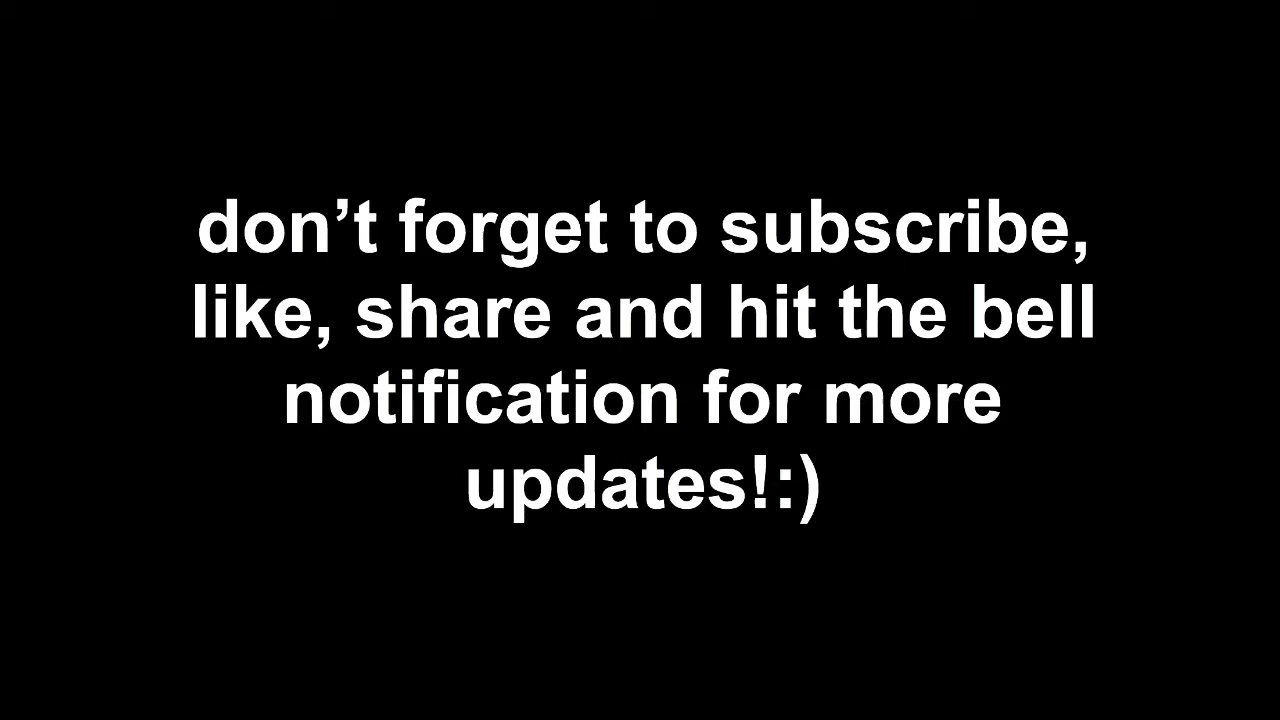 don’t forget to subscribe,
like, share and hit the bell
notification for more
updates!:)